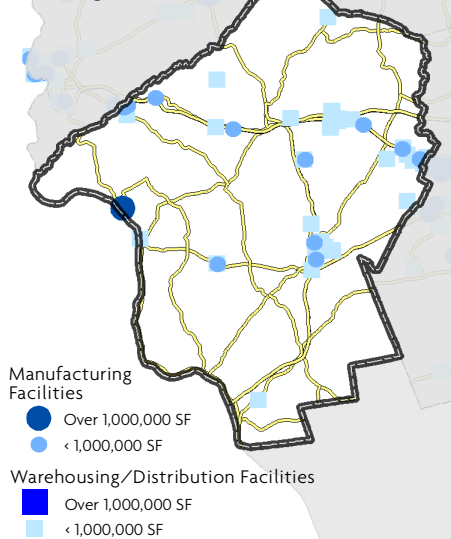 Manufacturing
Facilities
Over 1,000,000 SF
< 1,000,000 SF
Warehousing/Distribution Facilities
Over 1,000,000 SF
< 1,000,000 SF